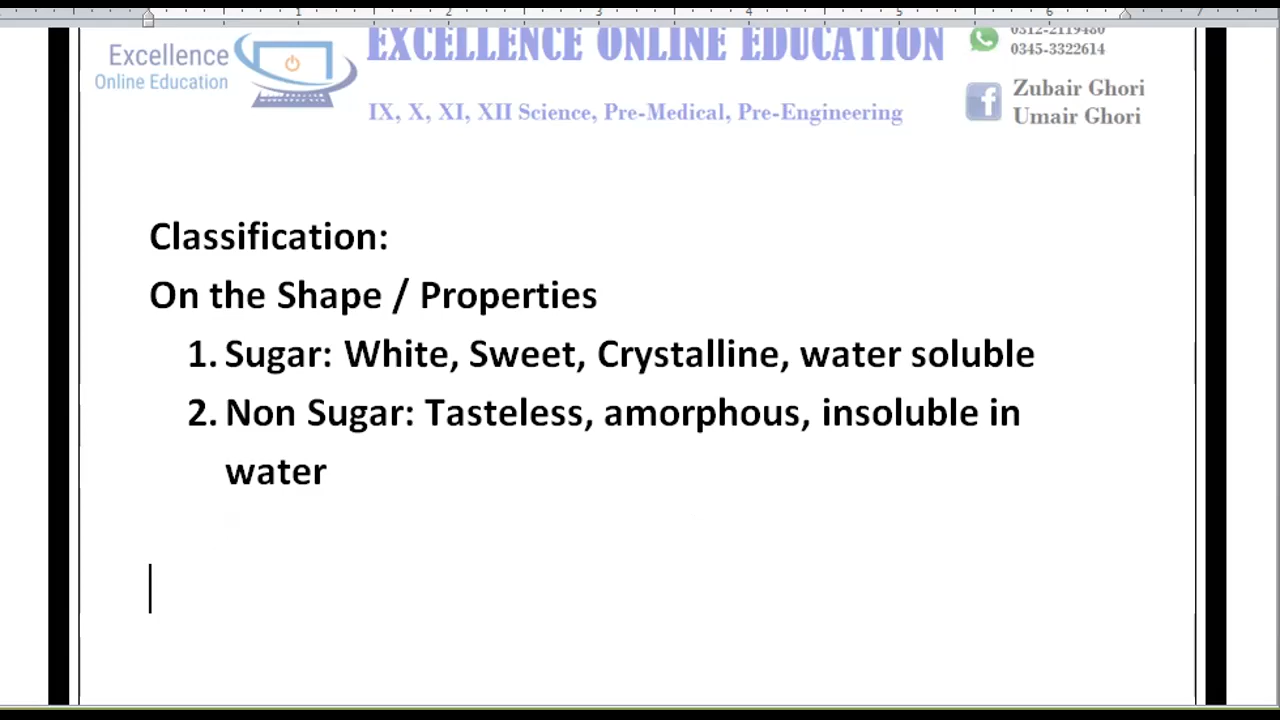 Excellence
Online Education
EXCELLENCE ONLINE EDUCATION
IX, X, XI, XII Science, Pre-Medical, Pre-Engineering
0312-2119480
0345-3322614
Zubair Ghori
Umair Ghori
Classification:
On the Shape / Properties
1. Sugar: White, Sweet, Crystalline, water soluble
2. Non Sugar: Tasteless, amorphous, insoluble in
water